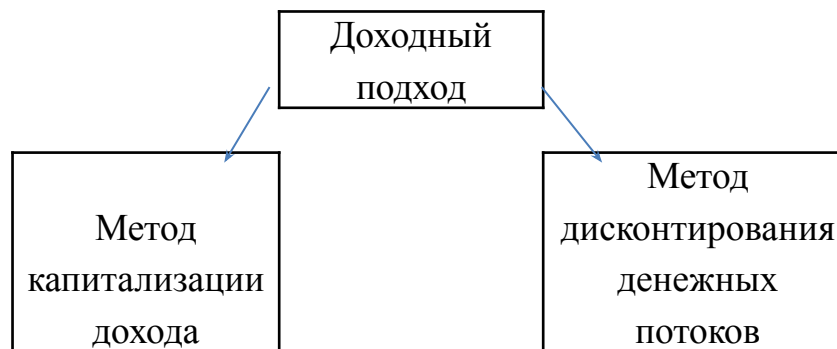 Доходный
подход
Метод
капитализации
дохода
Метод
дисконтирования
денежных
потоков